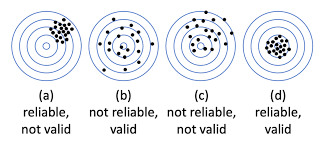 (a)
reliable,
not valid
(b)
not reliable,
valid
(c)
not reliable,
not valid
(d)
reliable,
valid